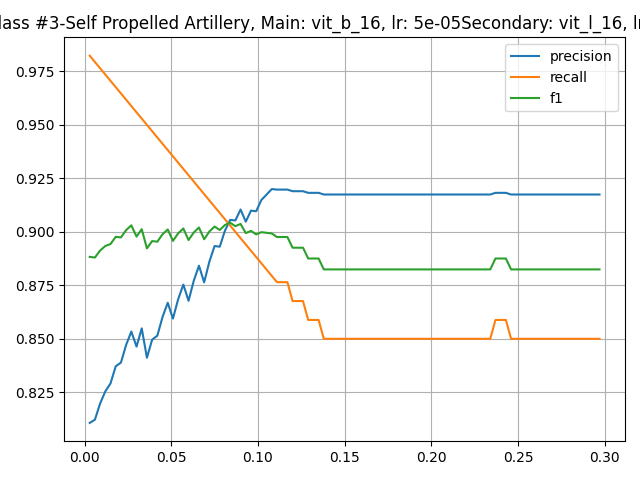 lass #3-Self Propelled Artillery, Main: vit_b_16, lr: 5e-05Secondary: vit_l_16, l
precision
recall
f1
0.975
0.950
0.925
0.900
0.875
0.850
0.825
0.00 0.05 0.10 0.15 0.20 0.25 0.30